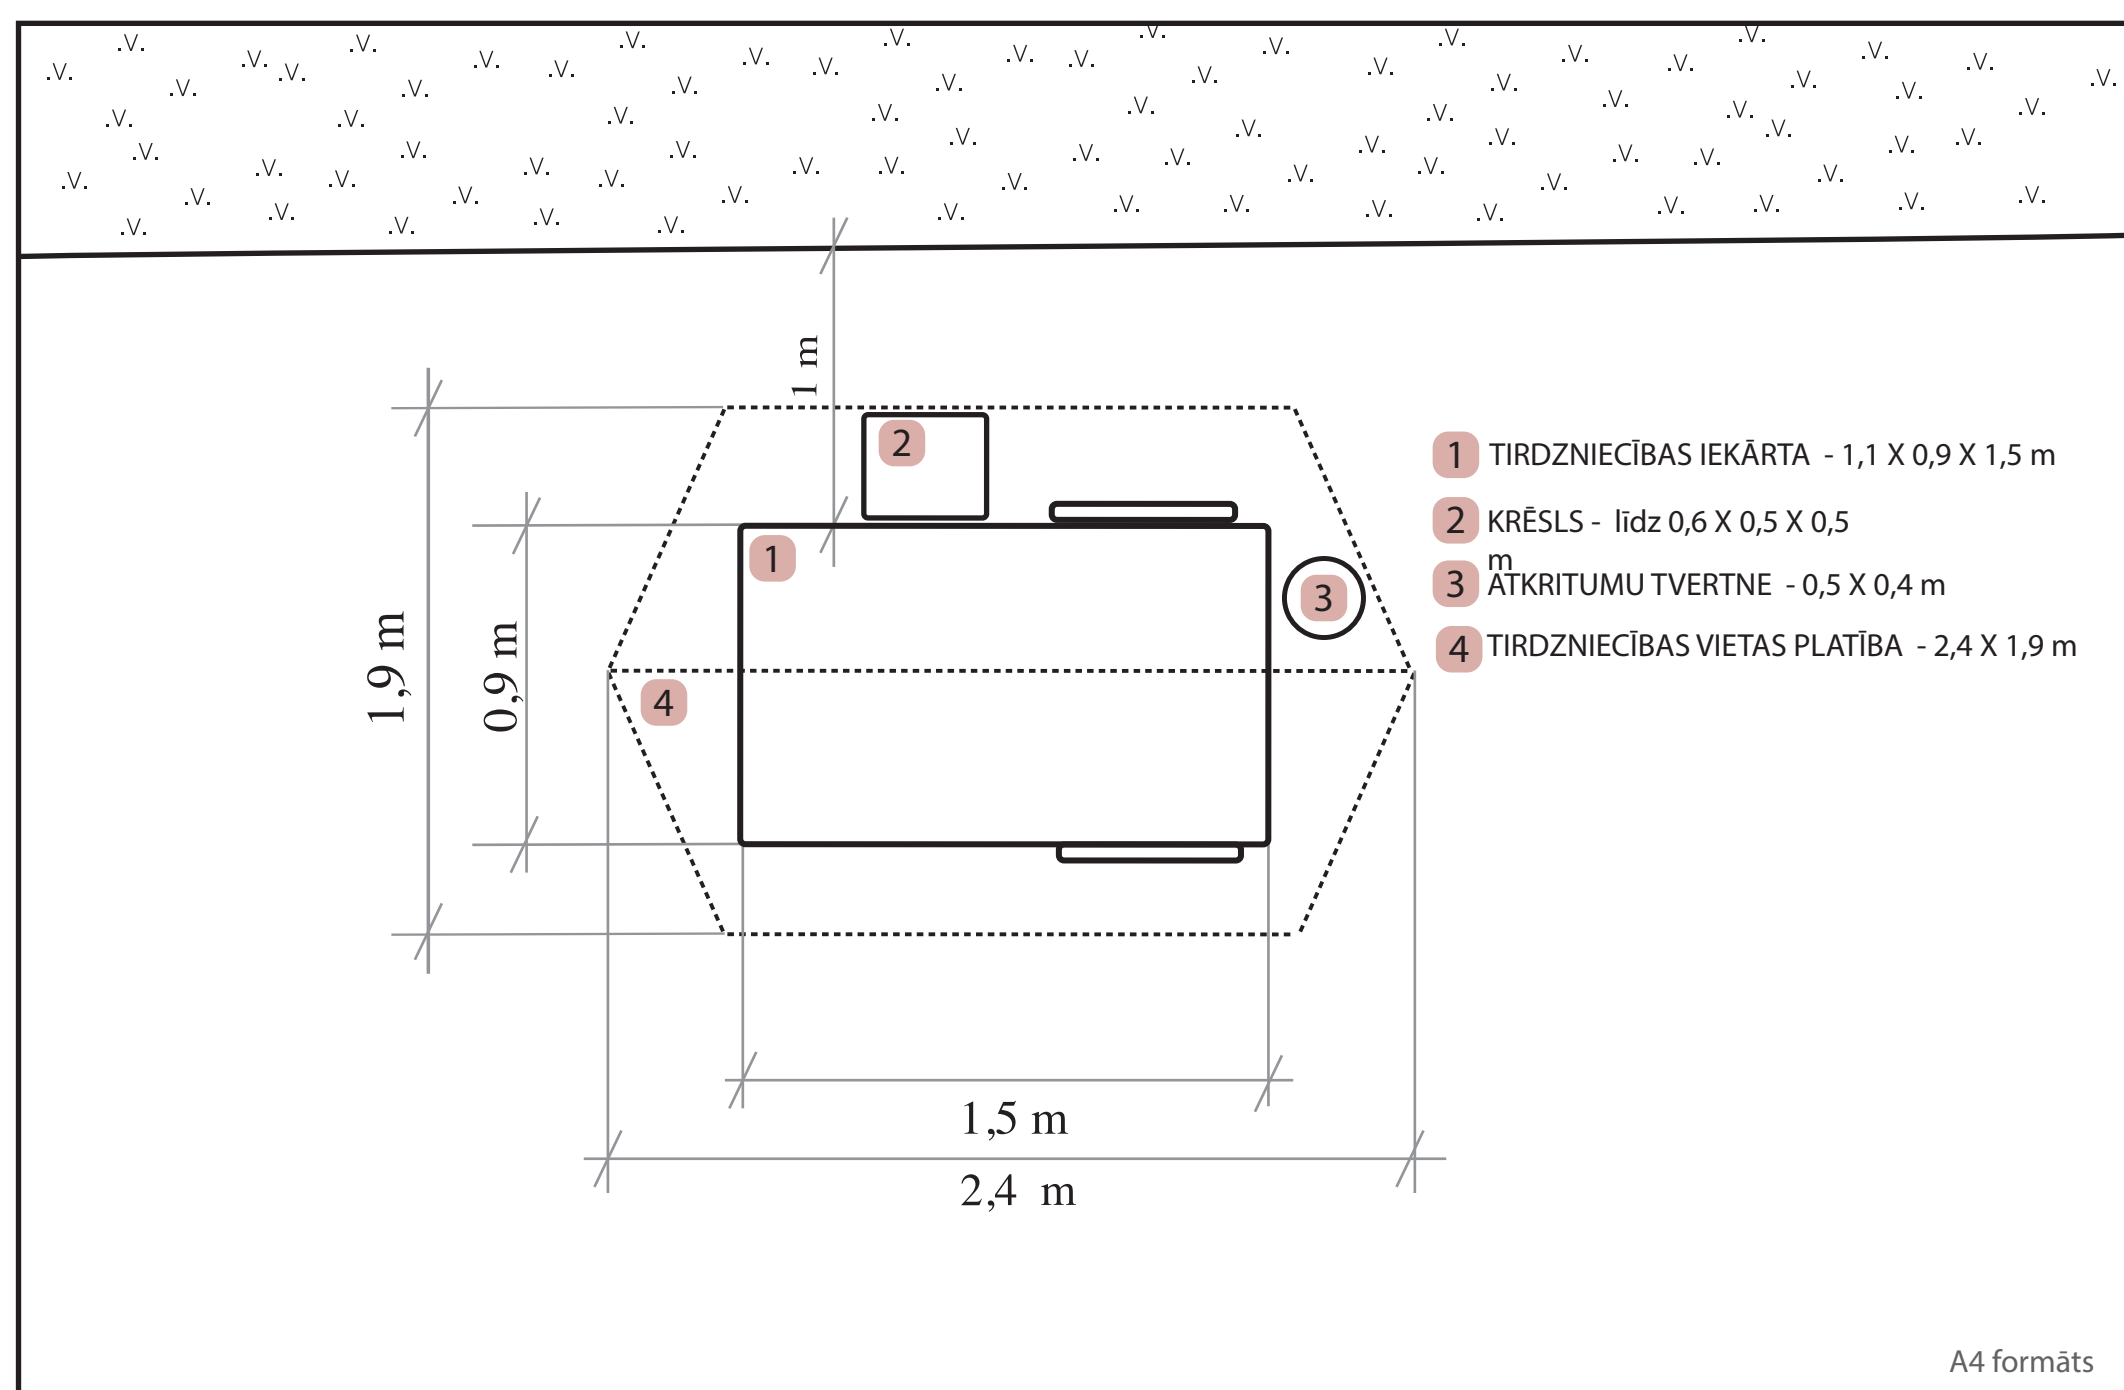 1 m
2
1
3
4
1,9 m
0,9 m
1,5 m
2,4 m
1 TIRDZNIECĪBAS IEKĀRTA - 1,1 X 0,9 X 1,5 m
2 KRĒSLS - līdz 0,6 X 0,5 X 0,5
m
3 ATKRITUMU TVERTNE - 0,5 X 0,4 m
4 TIRDZNIECĪBAS VIETAS PLATĪBA - 2,4 X 1,9 m
A4 formāts